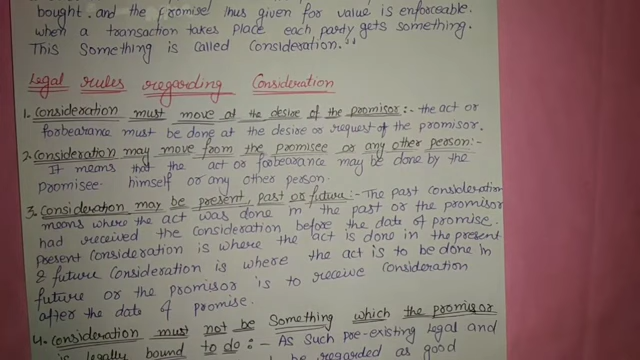 bought. and the promise thus given for value is enforceable.
when a transaction takes place each party gets something.
This Something is called Consideration."
Legal rules regarding Consideration
1. Consideration must move at the desire of the promisor:- The act or
forbearance must be done at the desire or request of the promisor.
2. Consideration may move from the promisee or any other person:-
It means that the act or forbearance may be done by the
promisee himself or any other person.
3. Consideration may be present, past or future:- The past consideration
means where the act was done in the past or the promisor
had received the consideration before the date of promise.
present consideration is where the act is done in the present
& future consideration is where the act is to be done in
future or the promisor is to receive consideration
after the date of promise.
4. Consideration must not be Something which the promisor
is legally bound to do:- As such pre-existing legal and
be regarded as good